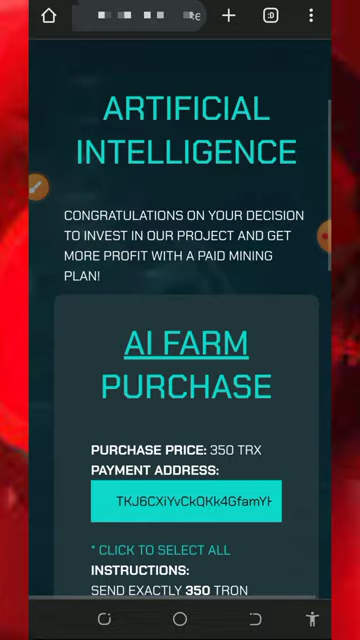 ARTIFICIAL
INTELLIGENCE
CONGRATULATIONS ON YOUR DECISION
TO INVEST IN OUR PROJECT AND GET
MORE PROFIT WITH A PAID MINING
PLAN!
AI FARM
PURCHASE
PURCHASE PRICE: 350 TRX
PAYMENT ADDRESS:
TKJ6CXiYvCkQKk4GfamYH
* CLICK TO SELECT ALL
INSTRUCTIONS:
SEND EXACTLY 350 TRON